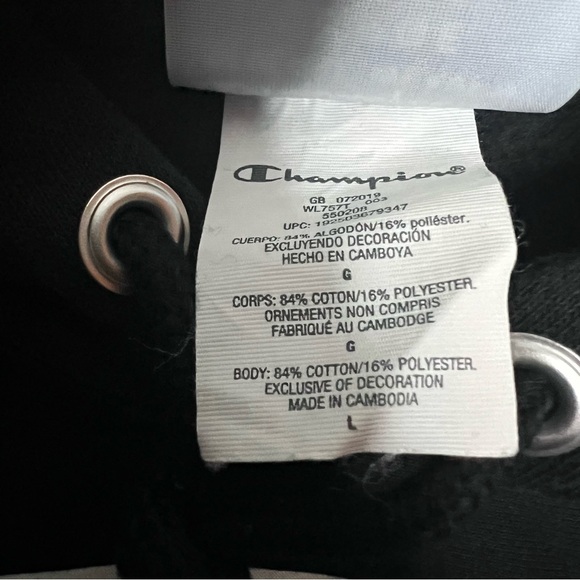 Champion®
GB 072019
WL757T 003
550208
UPC: 192503679347
CUERPO: 84% ALGODÓN/16% poliéster.
EXCLUYENDO DECORACIÓN
HECHO EN CAMBOYA
G
CORPS: 84% COTON/16% POLYESTER.
ORNEMENTS NON COMPRIS
FABRIQUÉ AU CAMBODGE
G
BODY: 84% COTTON/16% POLYESTER.
EXCLUSIVE OF DECORATION
MADE IN CAMBODIA
L